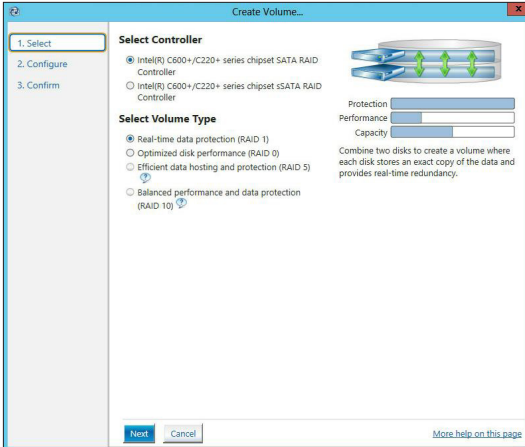 Create Volume...
x
1. Select
2. Configure
3. Confirm
Select Controller
Intel(R) C600+/C220+ series chipset SATA RAID
Controller
Intel(R) C600+/C220+ series chipset sSATA RAID
Controller
Select Volume Type
Real-time data protection (RAID 1)
Optimized disk performance (RAID 0)
Efficient data hosting and protection (RAID 5)
?
Balanced performance and data protection
(RAID 10) ?
Protection
Performance
Capacity
Combine two disks to create a volume where
each disk stores an exact copy of the data and
provides real-time redundancy.
Next
Cancel
More help on this page